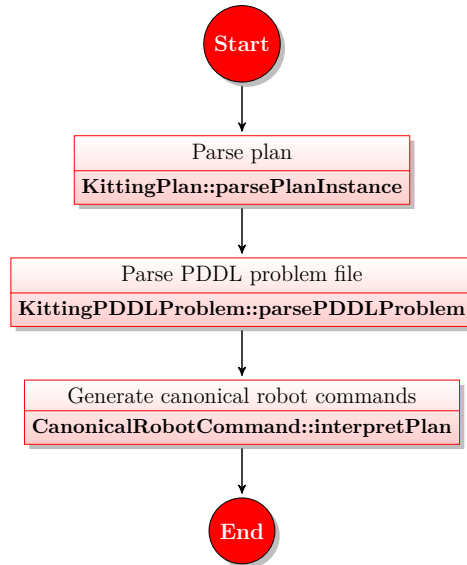 Start
Parse plan
KittingPlan::parsePlanInstance
Parse PDDL problem file
KittingPDDLProblem::parsePDDLProblem
Generate canonical robot commands
CanonicalRobotCommand::interpretPlan
End